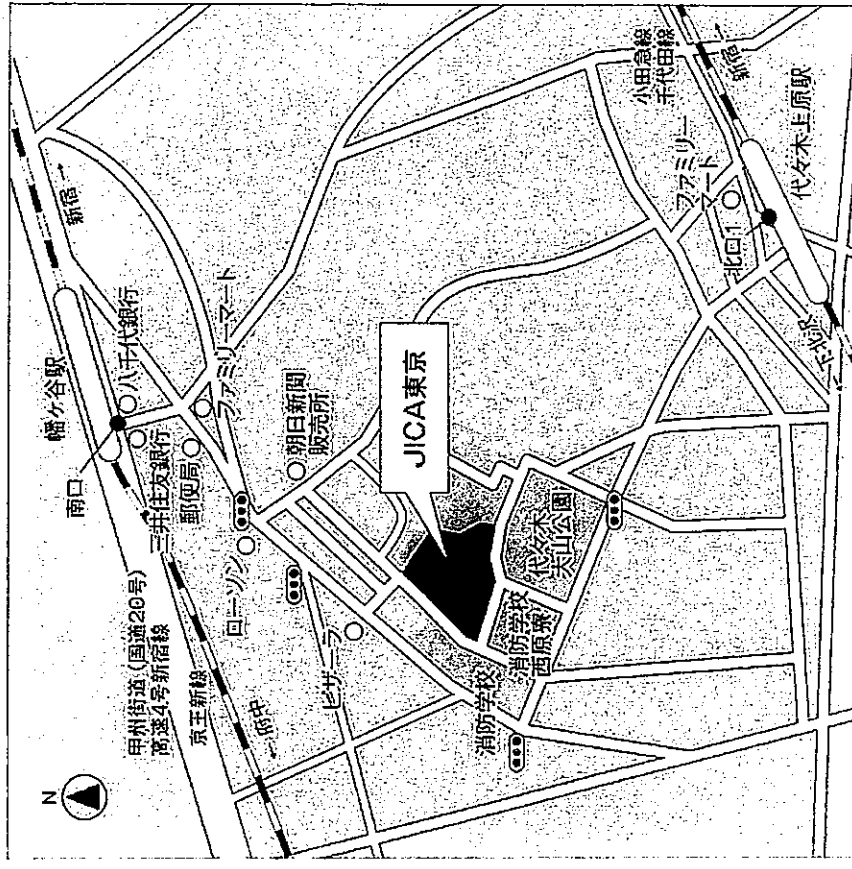 N
甲州街道（国道20号）
高速4号新宿線
京王新線
←府中
南口
幡ヶ谷駅
新宿→
三井住友銀行
八千代銀行
郵便局
ファミリーマート
ローソン
朝日新聞
販売所
ピザーラ
JICA東京
消防学校
消防学校
西原寮
代々木
大山公園
小田急線
千代田線
新宿→
ファミリー
マート
北口1
代々木上原駅
←下北沢